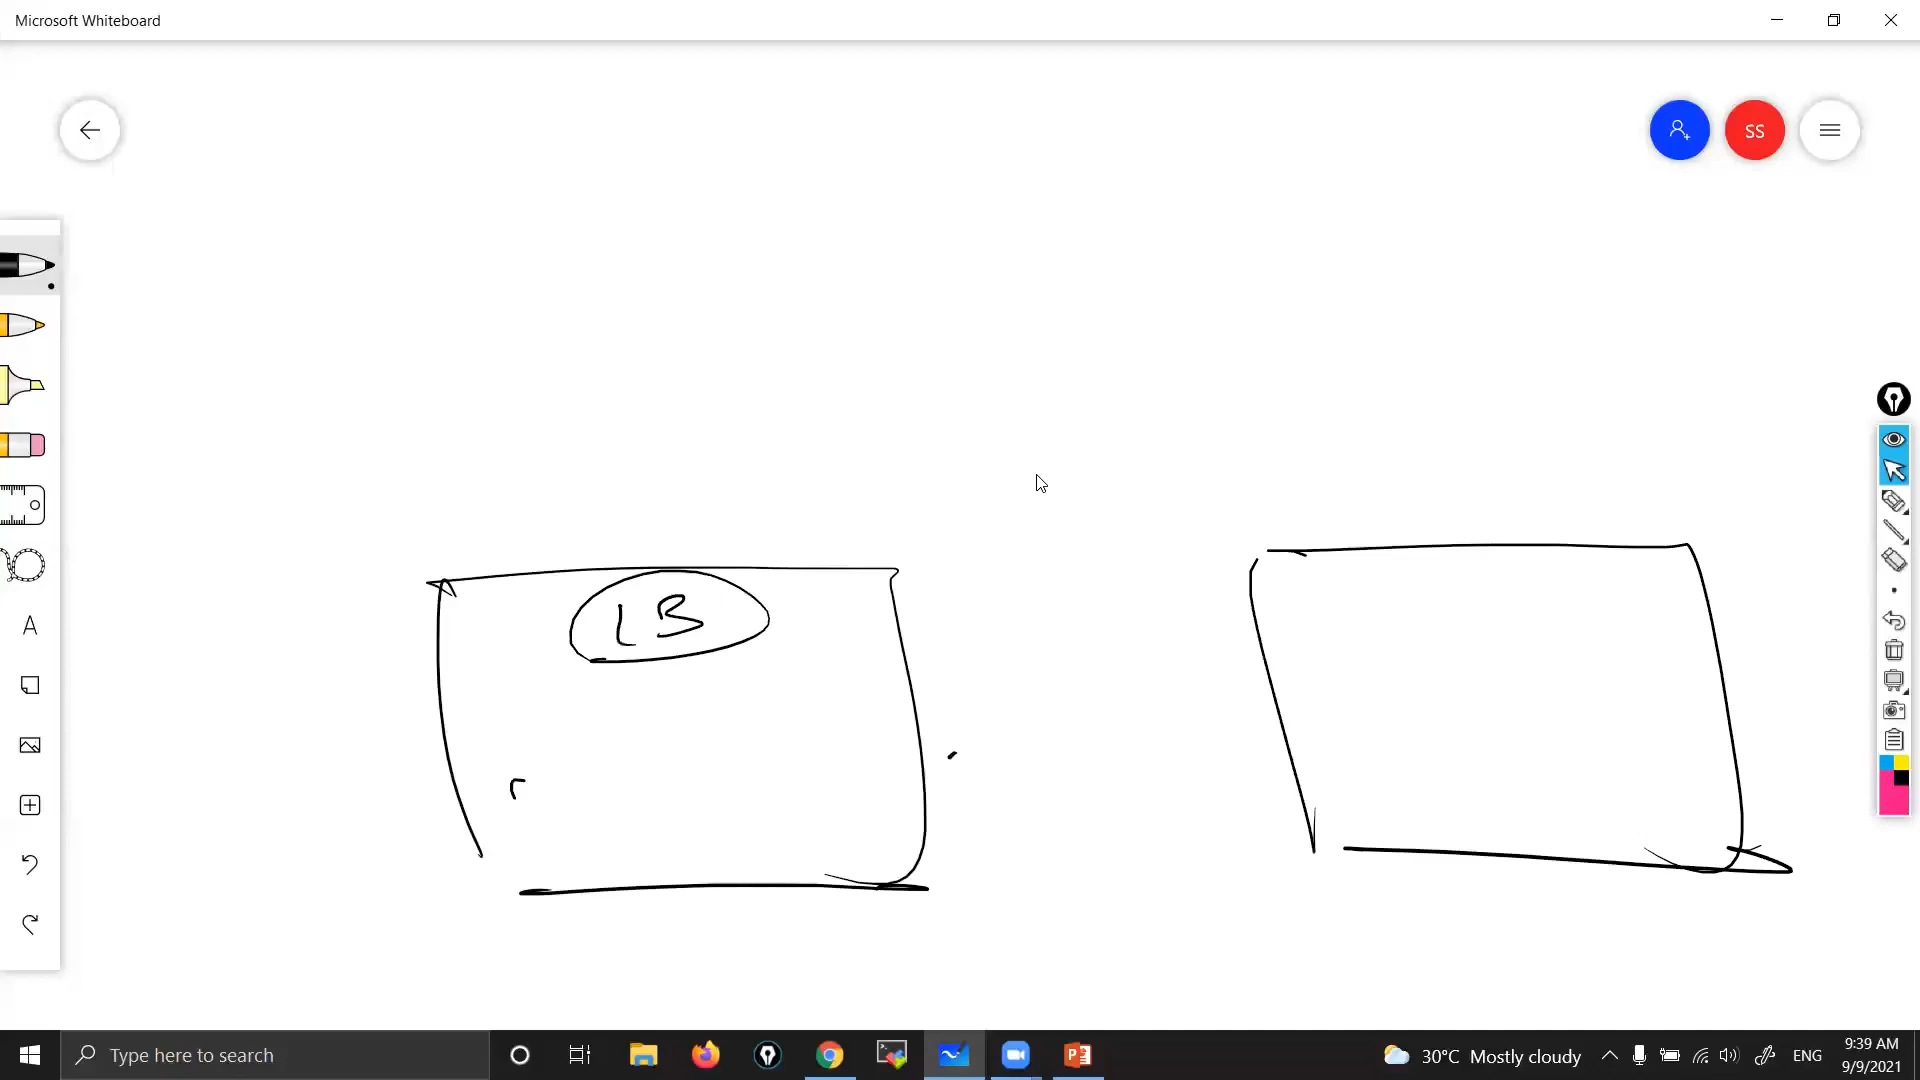 Microsoft Whiteboard
SS
LB
A
Type here to search
30°C Mostly cloudy
ENG
9:39 AM
9/9/2021